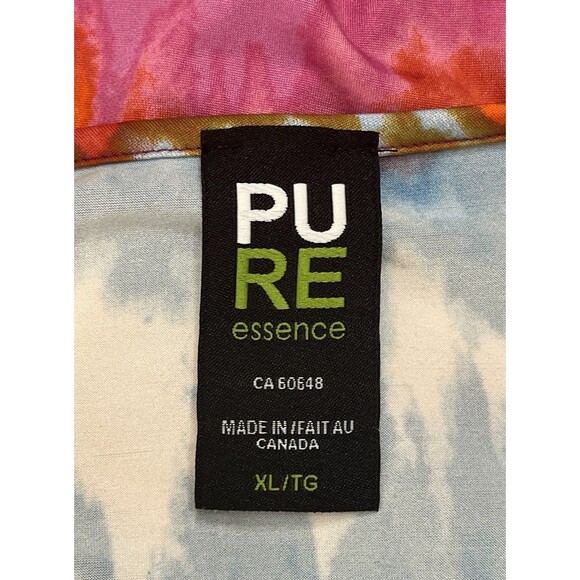 PU
RE
essence
CA 60648
MADE IN/FAIT AU
CANADA
XL/TG